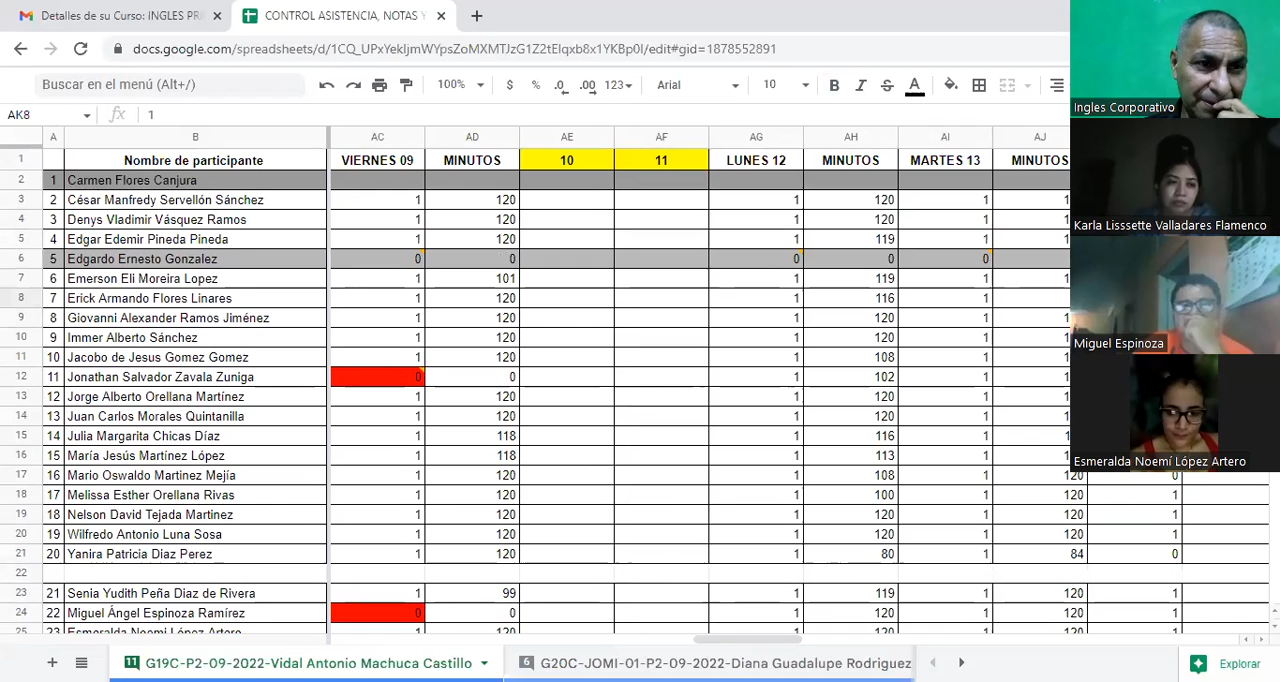 Detalles de su Curso: INGLES PRI
CONTROL ASISTENCIA, NOTAS Y
docs.google.com/spreadsheets/d/1CQ_UPxYekIjmWYpsZoMXMTJzG1Z2tEIqxb8x1YKBp0I/edit#gid=1878552891
Buscar en el menú (Alt+/) 100% $ % .0 .00 123 Arial 10 B I S A
AK8 fx 1
A B AC AD AE AF AG AH AI AJ
1 Nombre de participante VIERNES 09 MINUTOS 10 11 LUNES 12 MINUTOS MARTES 13 MINUTOS
2 1 Carmen Flores Canjura
3 2 César Manfredy Servellón Sánchez 1 120 1 120 1
4 3 Denys Vladimir Vásquez Ramos 1 120 1 120 1
5 4 Edgar Edemir Pineda Pineda 1 120 1 119 1
6 5 Edgardo Ernesto Gonzalez 0 0 0 0 0
7 6 Emerson Eli Moreira Lopez 1 101 1 119 1
8 7 Erick Armando Flores Linares 1 120 1 116 1
9 8 Giovanni Alexander Ramos Jiménez 1 120 1 120 1
10 9 Immer Alberto Sánchez 1 120 1 120 1
11 10 Jacobo de Jesus Gomez Gomez 1 120 1 108 1
12 11 Jonathan Salvador Zavala Zuniga 0 0 1 102 1
13 12 Jorge Alberto Orellana Martínez 1 120 1 120 1
14 13 Juan Carlos Morales Quintanilla 1 120 1 120 1
15 14 Julia Margarita Chicas Díaz 1 118 1 116 1
16 15 María Jesús Martínez López 1 118 1 113 1
17 16 Mario Oswaldo Martinez Mejía 1 120 1 108 1 120 0
18 17 Melissa Esther Orellana Rivas 1 120 1 100 1 120 1
19 18 Nelson David Tejada Martinez 1 120 1 120 1 120 1
20 19 Wilfredo Antonio Luna Sosa 1 120 1 120 1 120 1
21 20 Yanira Patricia Diaz Perez 1 120 1 80 1 84 0
22
23 21 Senia Yudith Peña Diaz de Rivera 1 99 1 119 1 120 1
24 22 Miguel Ángel Espinoza Ramírez 0 0 1 120 1 120 1
25 23 Esmeralda Noemi López Artero 1 120 1 120 1 120 1
11 G19C-P2-09-2022-Vidal Antonio Machuca Castillo
6 G20C-JOMI-01-P2-09-2022-Diana Guadalupe Rodriguez
Explorar
Ingles Corporativo
Karla Lisssette Valladares Flamenco
Miguel Espinoza
Esmeralda Noemí López Artero